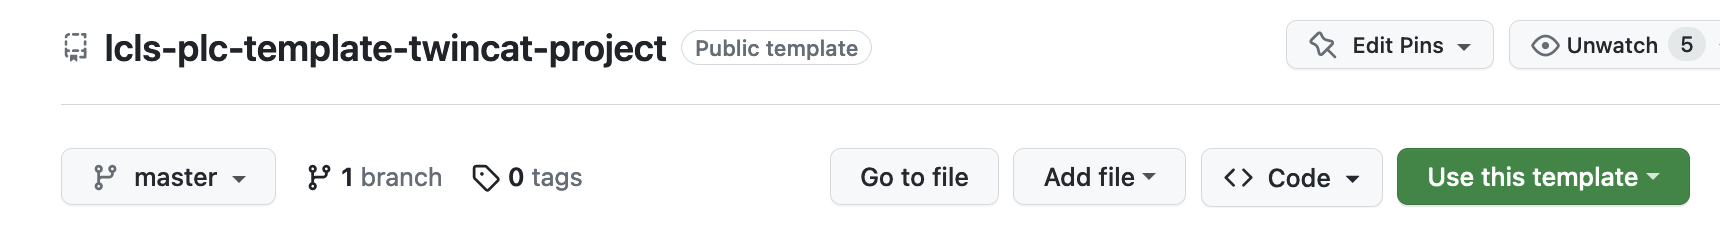 lcls-plc-template-twincat-project Public template Edit Pins Unwatch 5
master 1 branch 0 tags Go to file Add file Code Use this template